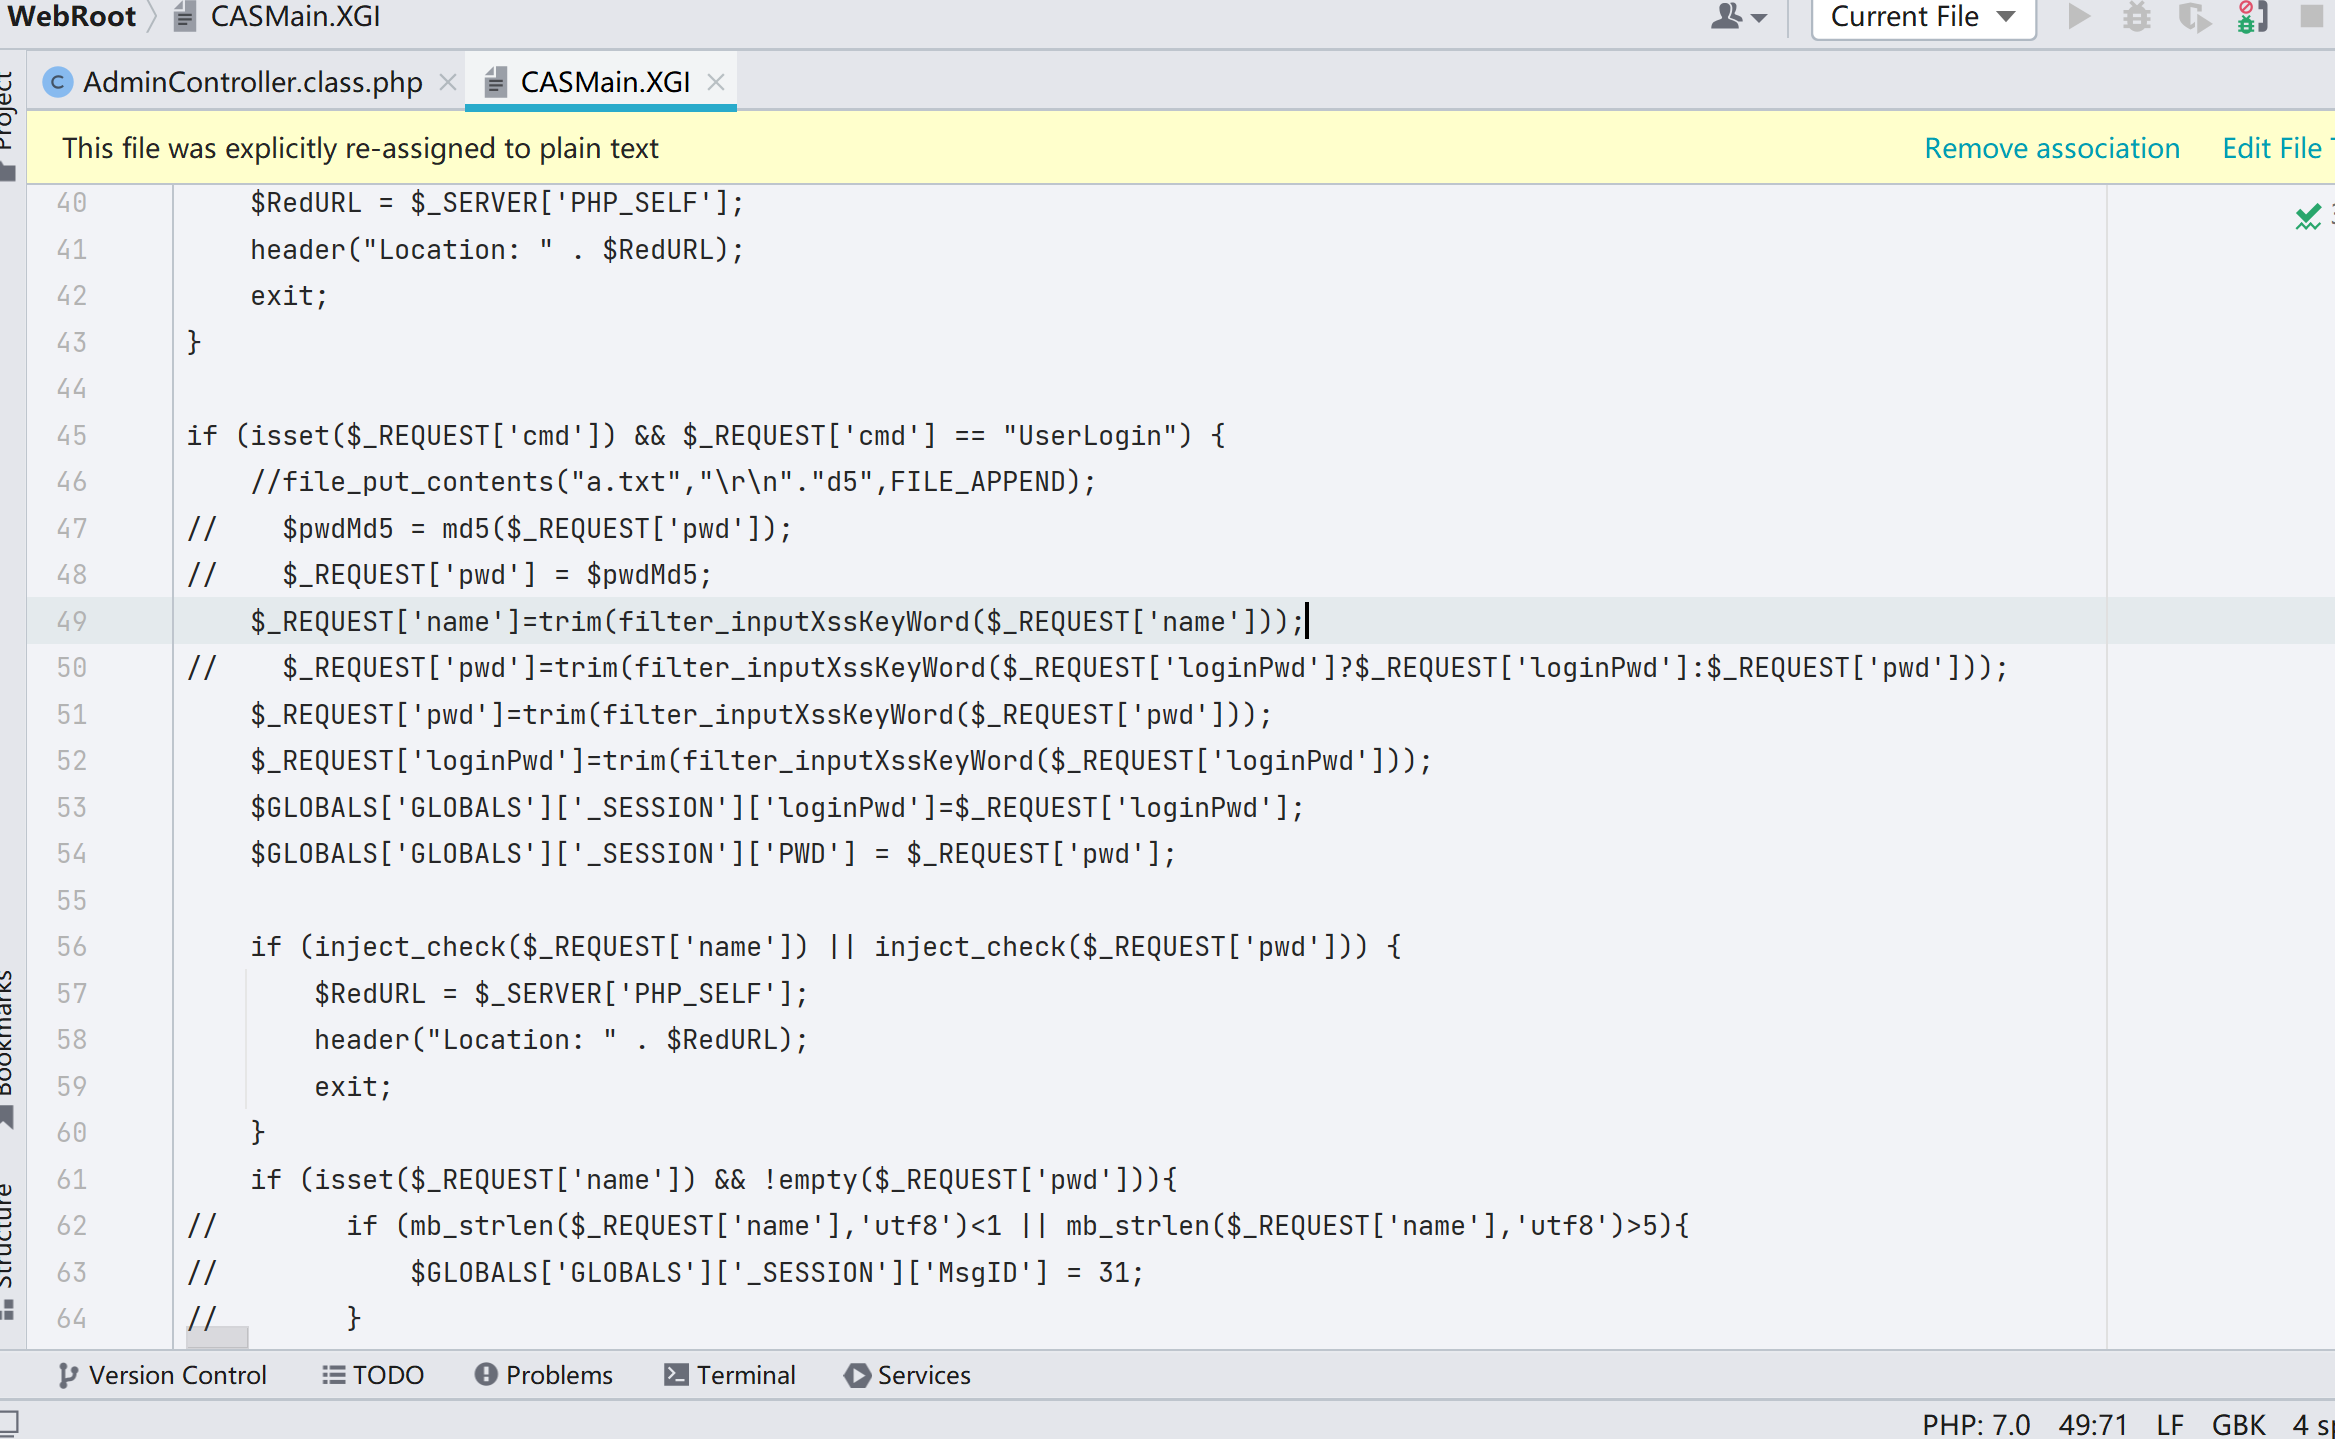 WebRoot CASMain.XGI Current File
AdminController.class.php CASMain.XGI
Project
This file was explicitly re-assigned to plain text Remove association Edit File
40 $RedURL = $_SERVER['PHP_SELF'];
41 header("Location: " . $RedURL);
42 exit;
43 }
44
45 if (isset($_REQUEST['cmd']) && $_REQUEST['cmd'] == "UserLogin") {
46 //file_put_contents("a.txt","\r\n"."d5",FILE_APPEND);
47 // $pwdMd5 = md5($_REQUEST['pwd']);
48 // $_REQUEST['pwd'] = $pwdMd5;
49 $_REQUEST['name']=trim(filter_inputXssKeyWord($_REQUEST['name']));
50 // $_REQUEST['pwd']=trim(filter_inputXssKeyWord($_REQUEST['loginPwd']?$_REQUEST['loginPwd']:$_REQUEST['pwd']));
51 $_REQUEST['pwd']=trim(filter_inputXssKeyWord($_REQUEST['pwd']));
52 $_REQUEST['loginPwd']=trim(filter_inputXssKeyWord($_REQUEST['loginPwd']));
53 $GLOBALS['GLOBALS']['_SESSION']['loginPwd']=$_REQUEST['loginPwd'];
54 $GLOBALS['GLOBALS']['_SESSION']['PWD'] = $_REQUEST['pwd'];
55
56 if (inject_check($_REQUEST['name']) || inject_check($_REQUEST['pwd'])) {
57 $RedURL = $_SERVER['PHP_SELF'];
58 header("Location: " . $RedURL);
59 exit;
60 }
61 if (isset($_REQUEST['name']) && !empty($_REQUEST['pwd'])){
62 // if (mb_strlen($_REQUEST['name'],'utf8')<1 || mb_strlen($_REQUEST['name'],'utf8')>5){
63 // $GLOBALS['GLOBALS']['_SESSION']['MsgID'] = 31;
64 // }
Bookmarks
Structure
Version Control TODO Problems Terminal Services
PHP: 7.0 49:71 LF GBK 4